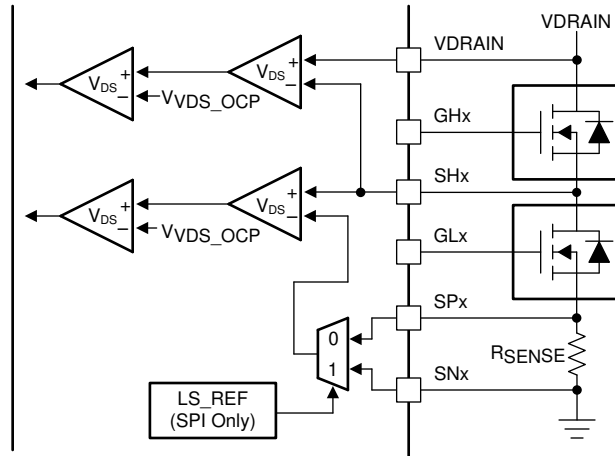 VDRAIN
VDRAIN
VDS
+
−
VVDS_OCP
VDS
+
−
GHx
SHx
VDS
+
−
VVDS_OCP
VDS
+
−
GLx
SPx
0
1
RSENSE
SNx
LS_REF
(SPI Only)